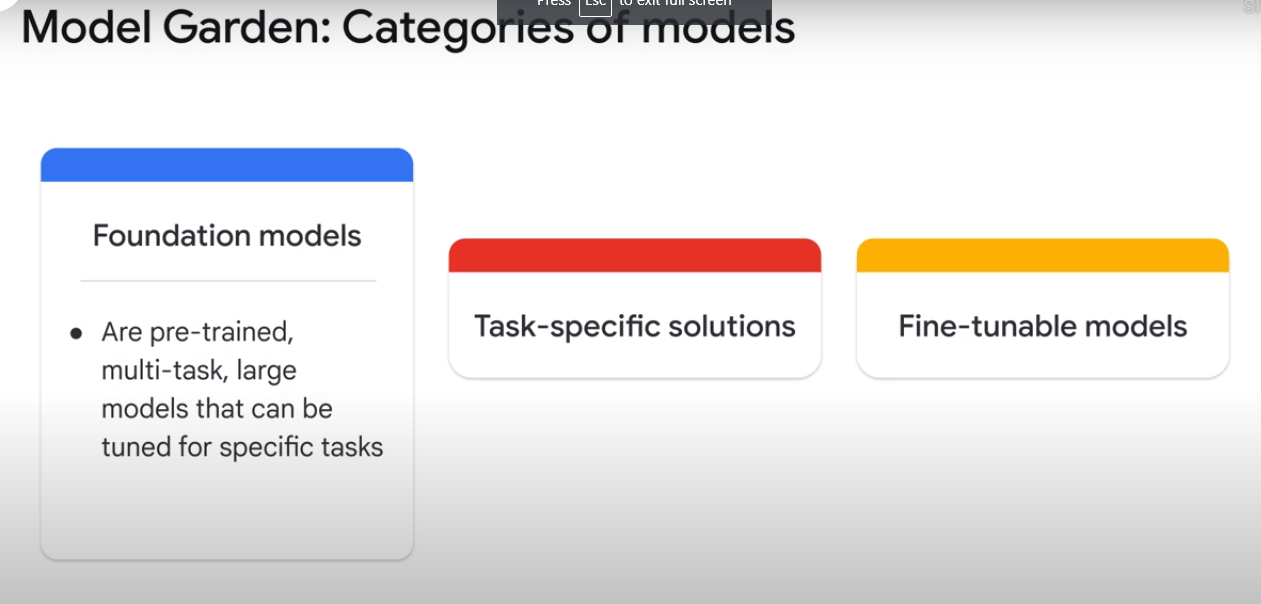 Press Esc to exit full screen
Model Garden: Categories of models
Foundation models
● Are pre-trained,
multi-task, large
models that can be
tuned for specific tasks
Task-specific solutions
Fine-tunable models